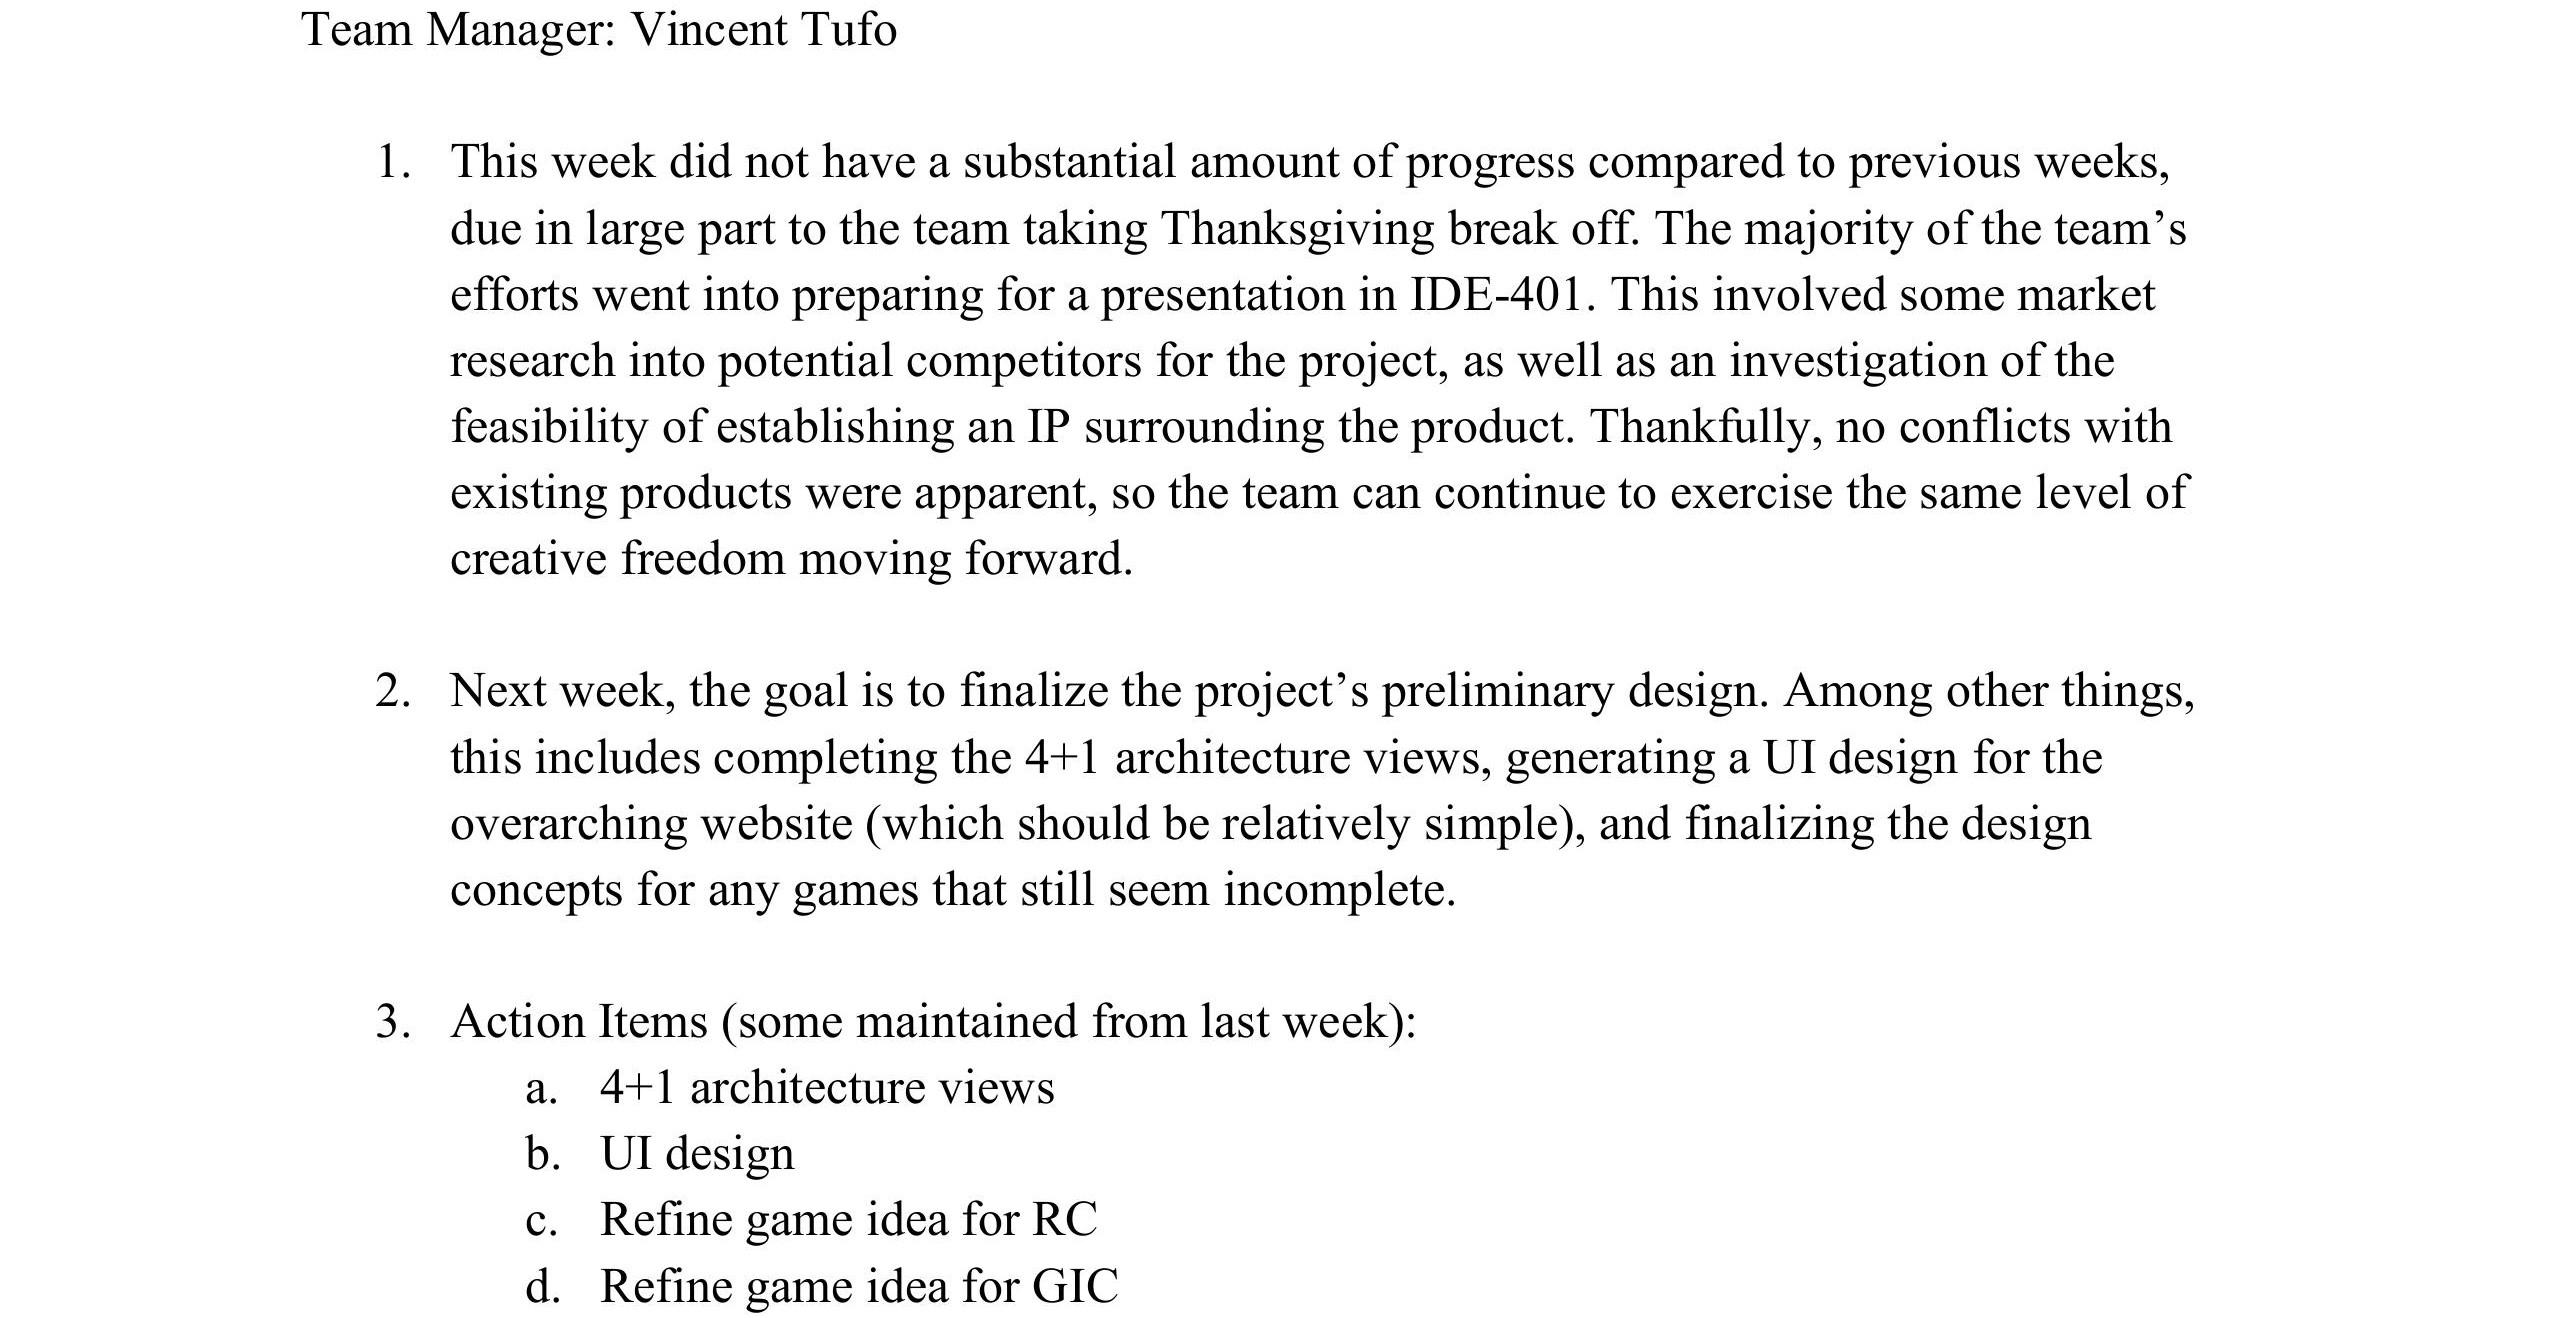 Team Manager: Vincent Tufo
1. This week did not have a substantial amount of progress compared to previous weeks,
due in large part to the team taking Thanksgiving break off. The majority of the team’s
efforts went into preparing for a presentation in IDE-401. This involved some market
research into potential competitors for the project, as well as an investigation of the
feasibility of establishing an IP surrounding the product. Thankfully, no conflicts with
existing products were apparent, so the team can continue to exercise the same level of
creative freedom moving forward.
2. Next week, the goal is to finalize the project’s preliminary design. Among other things,
this includes completing the 4+1 architecture views, generating a UI design for the
overarching website (which should be relatively simple), and finalizing the design
concepts for any games that still seem incomplete.
3. Action Items (some maintained from last week):
a. 4+1 architecture views
b. UI design
c. Refine game idea for RC
d. Refine game idea for GIC